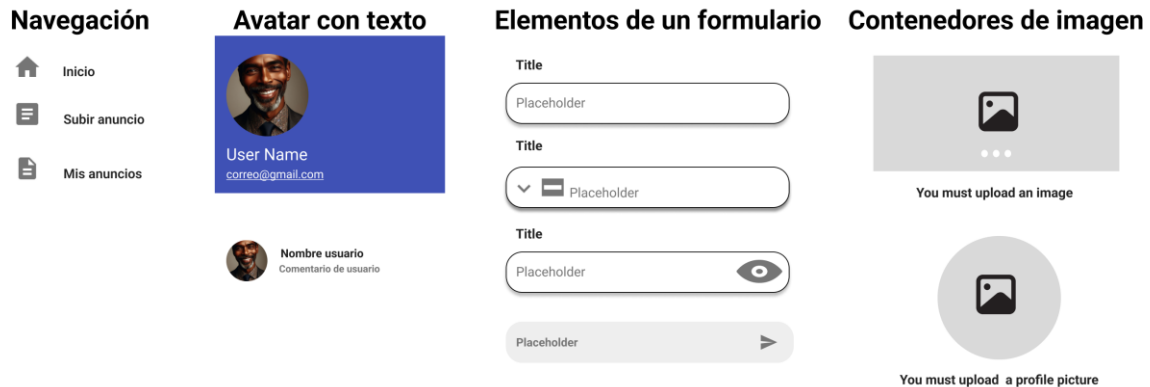 Navegación
Inicio
Subir anuncio
Mis anuncios
Avatar con texto
User Name
correo@gmail.com
Nombre usuario
Comentario de usuario
Elementos de un formulario
Title
Placeholder
Title
Placeholder
Title
Placeholder
Placeholder
Contenedores de imagen
You must upload an image
You must upload a profile picture